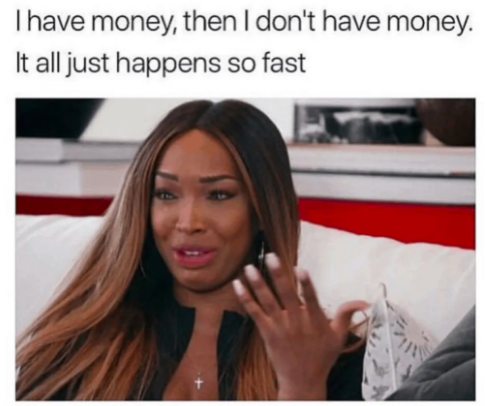 I have money, then I don't have money.
It all just happens so fast